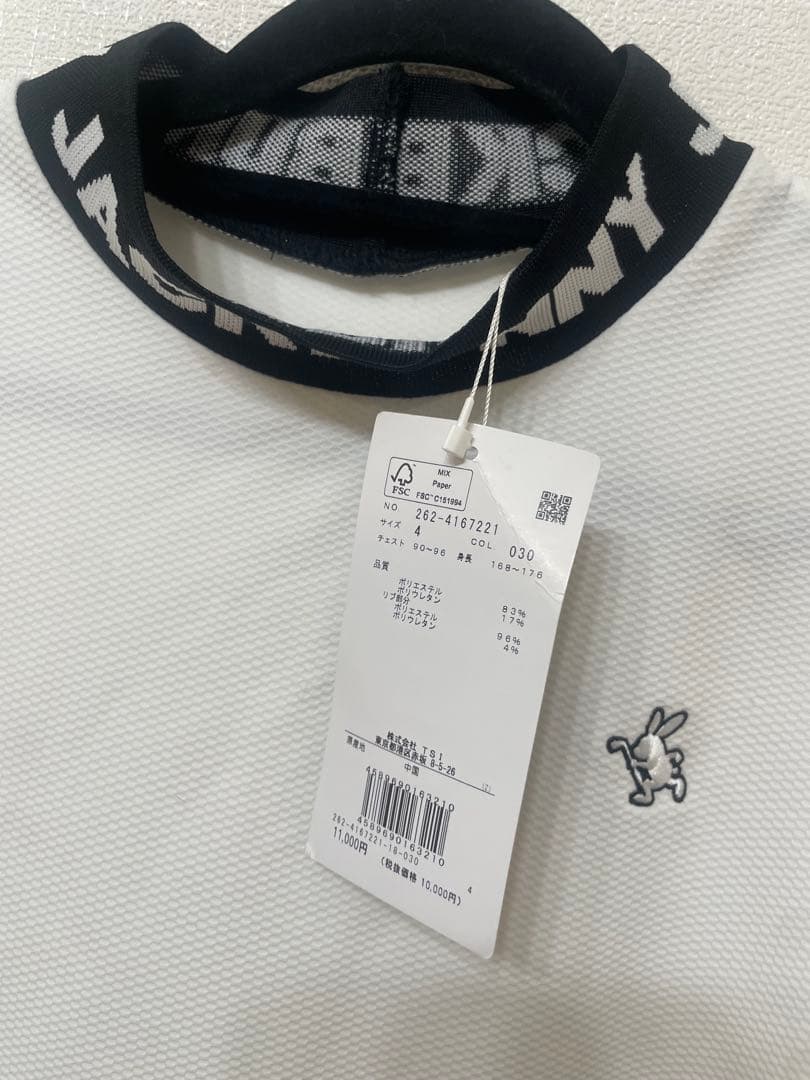 JACK
NNY
J
MIX
Paper
FSC
FSC™ C151994
NO 262-4167221
サイズ 4 COL 030
チェスト 90~96 身長 168~176
品質
ポリエステル 83%
ポリウレタン 17%
リブ部分
ポリエステル 96%
ポリウレタン 4%
株式会社 TSI
東京都港区赤坂 8-5-26
原産地 中国 (Z)
4589690163210
4589690163210
262-4167221-18-030
11,000円 4
(税抜価格 10,000円)